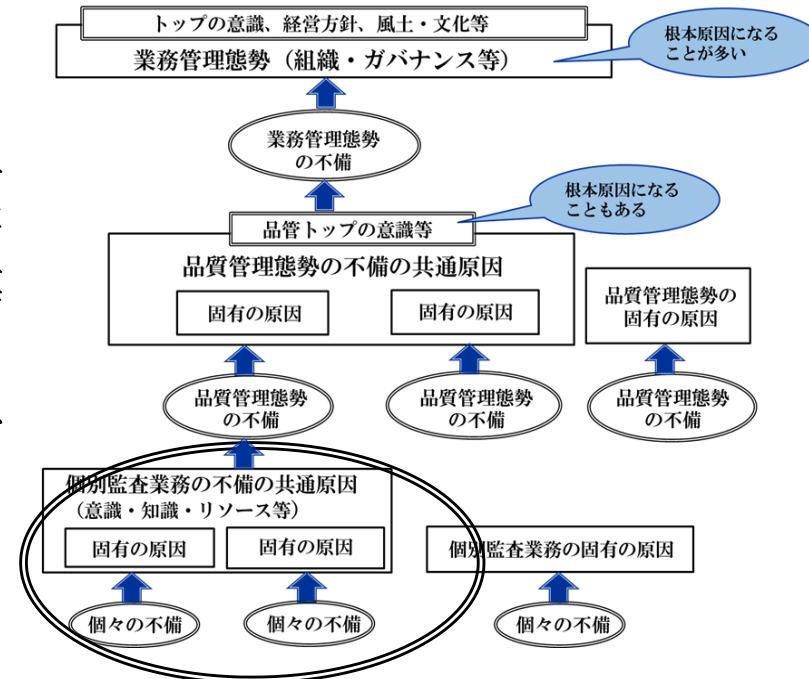 トップの意識、経営方針、風土・文化等
業務管理態勢（組織・ガバナンス等）
根本原因になる
ことが多い
業務管理態勢
の不備
根本原因になる
こともある
品管トップの意識等
品質管理態勢の不備の共通原因
固有の原因
固有の原因
品質管理態勢の
固有の原因
品質管理態勢
の不備
品質管理態勢
の不備
品質管理態勢
の不備
個別監査業務の不備の共通原因
（意識・知識・リソース等）
固有の原因
固有の原因
個別監査業務の固有の原因
個々の不備
個々の不備
個々の不備